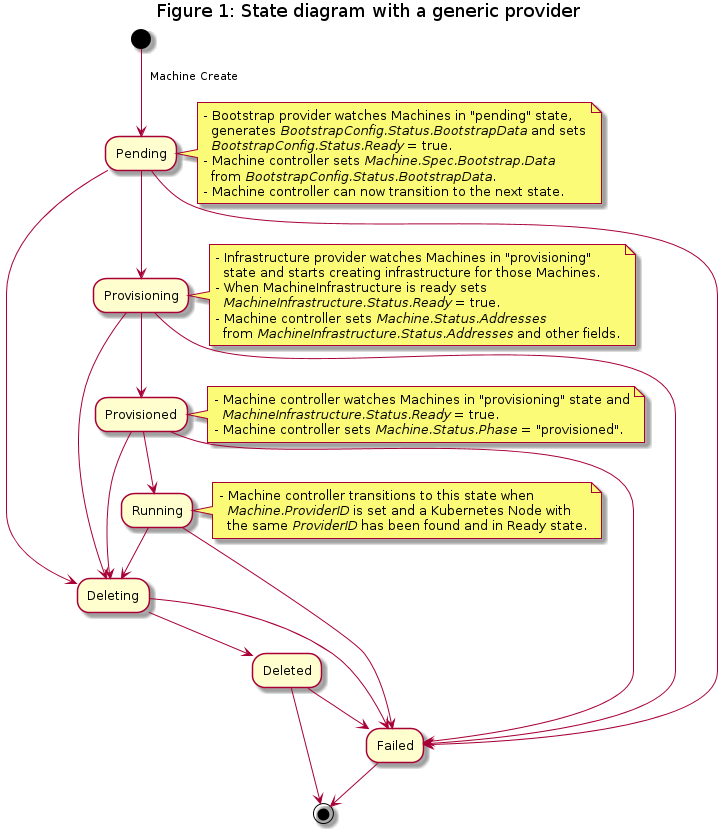 Figure 1: State diagram with a generic provider
Machine Create
Pending
- Bootstrap provider watches Machines in "pending" state,
generates BootstrapConfig.Status.BootstrapData and sets
BootstrapConfig.Status.Ready = true.
- Machine controller sets Machine.Spec.Bootstrap.Data
from BootstrapConfig.Status.BootstrapData.
- Machine controller can now transition to the next state.
Provisioning
- Infrastructure provider watches Machines in "provisioning"
state and starts creating infrastructure for those Machines.
- When MachineInfrastructure is ready sets
MachineInfrastructure.Status.Ready = true.
- Machine controller sets Machine.Status.Addresses
from MachineInfrastructure.Status.Addresses and other fields.
Provisioned
- Machine controller watches Machines in "provisioning" state and
MachineInfrastructure.Status.Ready = true.
- Machine controller sets Machine.Status.Phase = "provisioned".
Running
- Machine controller transitions to this state when
Machine.ProviderID is set and a Kubernetes Node with
the same ProviderID has been found and in Ready state.
Deleting
Deleted
Failed